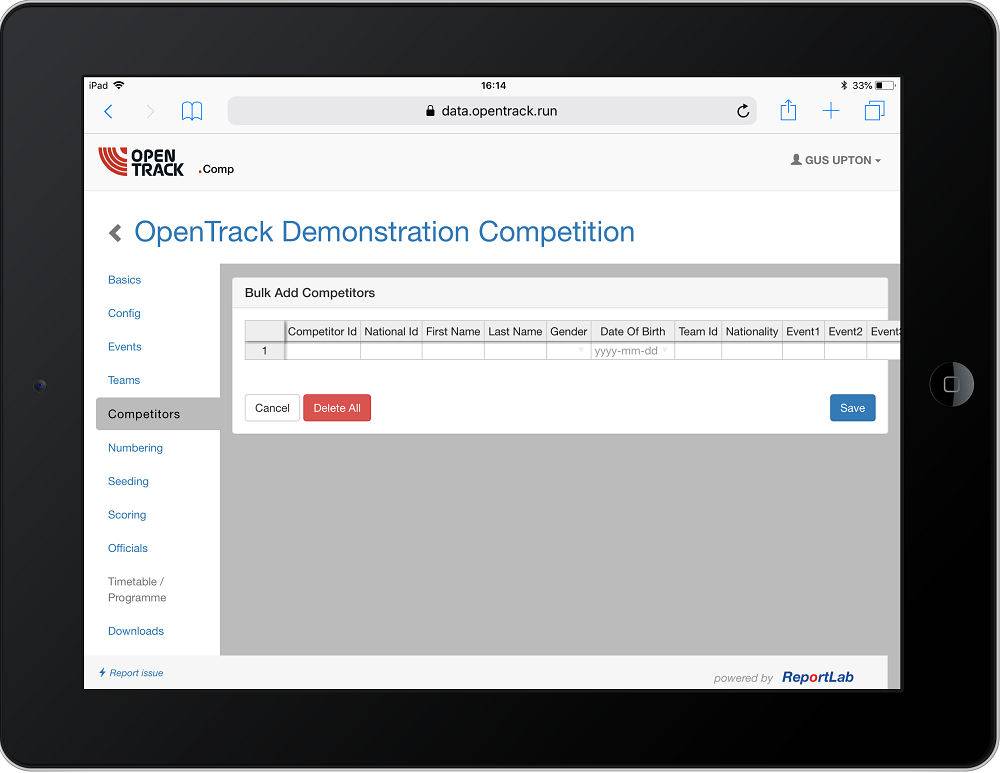 iPad 16:14 33%
data.opentrack.run
OPEN
TRACK .Comp
GUS UPTON
OpenTrack Demonstration Competition
Basics
Config
Events
Teams
Competitors
Numbering
Seeding
Scoring
Officials
Timetable /
Programme
Downloads
Bulk Add Competitors
Competitor Id National Id First Name Last Name Gender Date Of Birth Team Id Nationality Event1 Event2 Event3
1 yyyy-mm-dd
Cancel Delete All Save
Report issue
powered by ReportLab